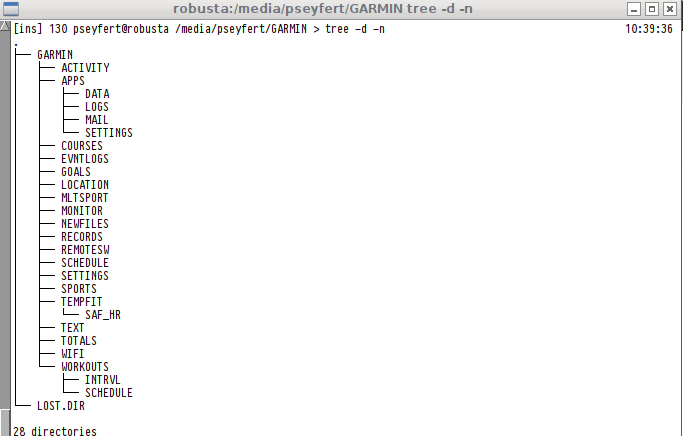 robusta:/media/pseyfert/GARMIN tree -d -n
[ins] 130 pseyfert@robusta /media/pseyfert/GARMIN > tree -d -n 10:39:36
.
├── GARMIN
│   ├── ACTIVITY
│   ├── APPS
│   │   ├── DATA
│   │   ├── LOGS
│   │   ├── MAIL
│   │   └── SETTINGS
│   ├── COURSES
│   ├── EVNTLOGS
│   ├── GOALS
│   ├── LOCATION
│   ├── MLTSPORT
│   ├── MONITOR
│   ├── NEWFILES
│   ├── RECORDS
│   ├── REMOTESW
│   ├── SCHEDULE
│   ├── SETTINGS
│   ├── SPORTS
│   ├── TEMPFIT
│   │   └── SAF_HR
│   ├── TEXT
│   ├── TOTALS
│   ├── WIFI
│   └── WORKOUTS
│       ├── INTRVL
│       └── SCHEDULE
└── LOST.DIR
28 directories